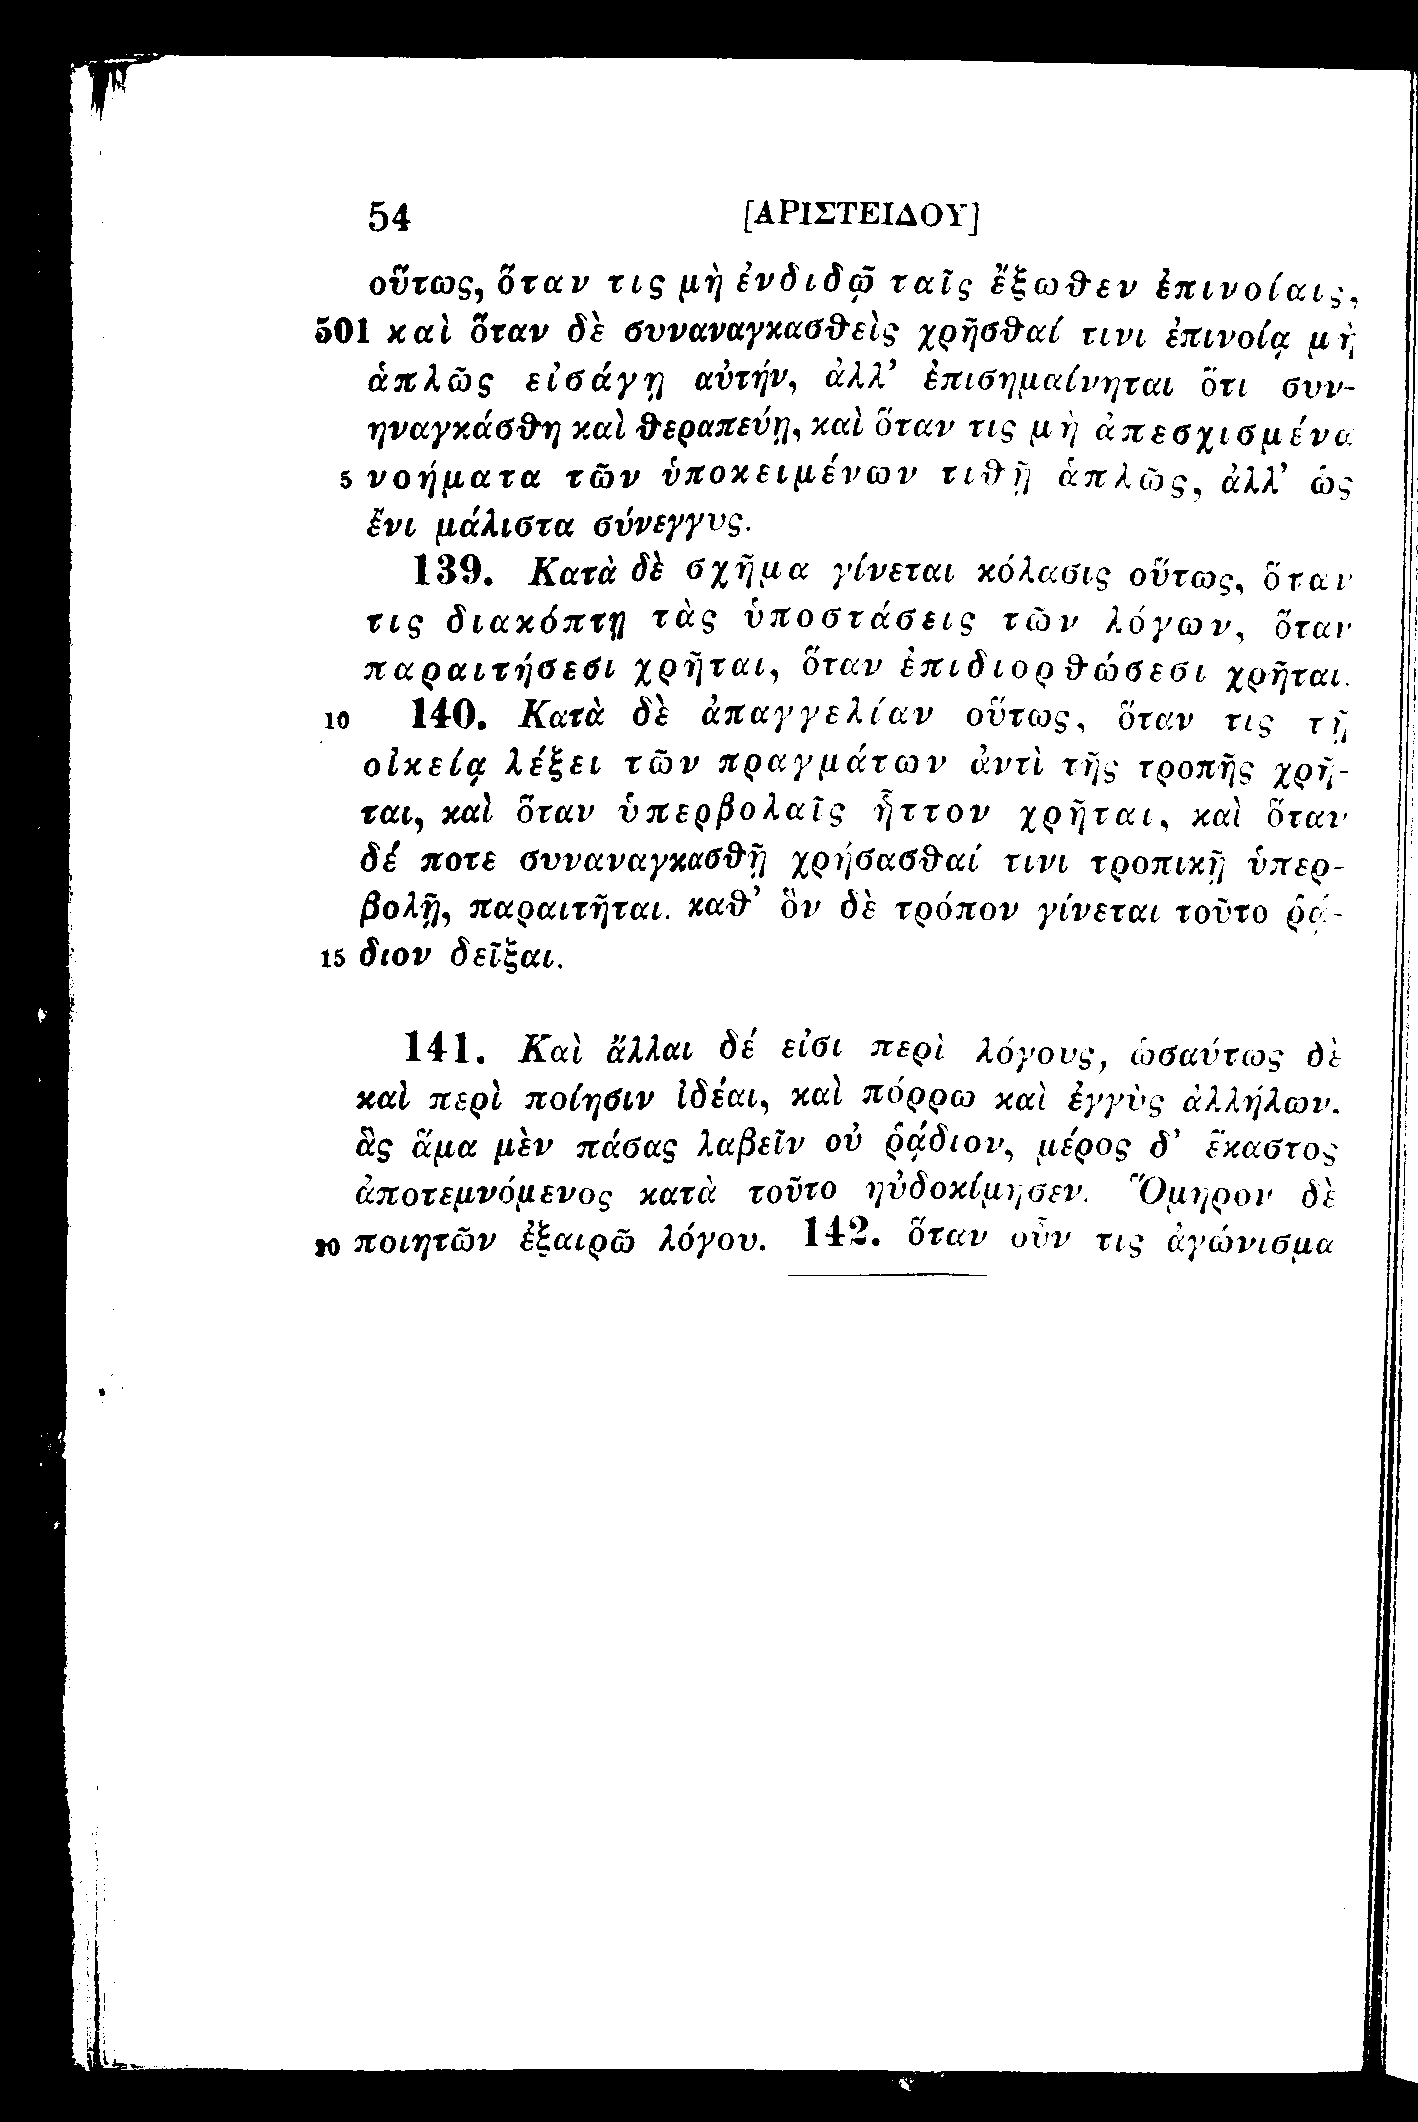 54 [ΑΡΙΣΤΕΙΔΟΥ]
οὕτως, ὅταν τις μὴ ἐνδιδῷ ταῖς ἔξωθεν ἐπινοίαις,
501 καὶ ὅταν δὲ συναναγκασθεὶς χρῆσθαί τινι ἐπινοίᾳ μὴ
ἁπλῶς εἰσάγῃ αὐτήν, ἀλλ’ ἐπισημαίνηται ὅτι συν-
ηναγκάσθη καὶ θεραπεύῃ, καὶ ὅταν τις μὴ ἀπεσχισμένα
5 νοήματα τῶν ὑποκειμένων τιθῇ ἁπλῶς, ἀλλ’ ὡς
ἔνι μάλιστα σύνεγγυς.
139. Κατὰ δὲ σχῆμα γίνεται κόλασις οὕτως, ὅταν
τις διακόπτῃ τὰς ὑποστάσεις τῶν λόγων, ὅταν
παραιτήσεσι χρῆται, ὅταν ἐπιδιορθώσεσι χρῆται.
10 140. Κατὰ δὲ ἀπαγγελίαν οὕτως, ὅταν τις τῇ
οἰκείᾳ λέξει τῶν πραγμάτων ἀντὶ τῆς τροπῆς χρῆ-
ται, καὶ ὅταν ὑπερβολαῖς ἧττον χρῆται, καὶ ὅταν
δέ ποτε συναναγκασθῇ χρήσασθαί τινι τροπικῇ ὑπερ-
βολῇ, παραιτῆται. καθ’ ὃν δὲ τρόπον γίνεται τοῦτο ῥᾴ-
15 διον δεῖξαι.
141. Καὶ ἄλλαι δέ εἰσι περὶ λόγους, ὡσαύτως δὲ
καὶ περὶ ποίησιν ἰδέαι, καὶ πόρρω καὶ ἐγγὺς ἀλλήλων.
ἃς ἅμα μὲν πάσας λαβεῖν οὐ ῥᾴδιον, μέρος δ’ ἕκαστος
ἀποτεμνόμενος κατὰ τοῦτο ηὐδοκίμησεν. Ὅμηρον δὲ
20 ποιητῶν ἐξαιρῶ λόγου. 142. ὅταν οὖν τις ἀγώνισμα